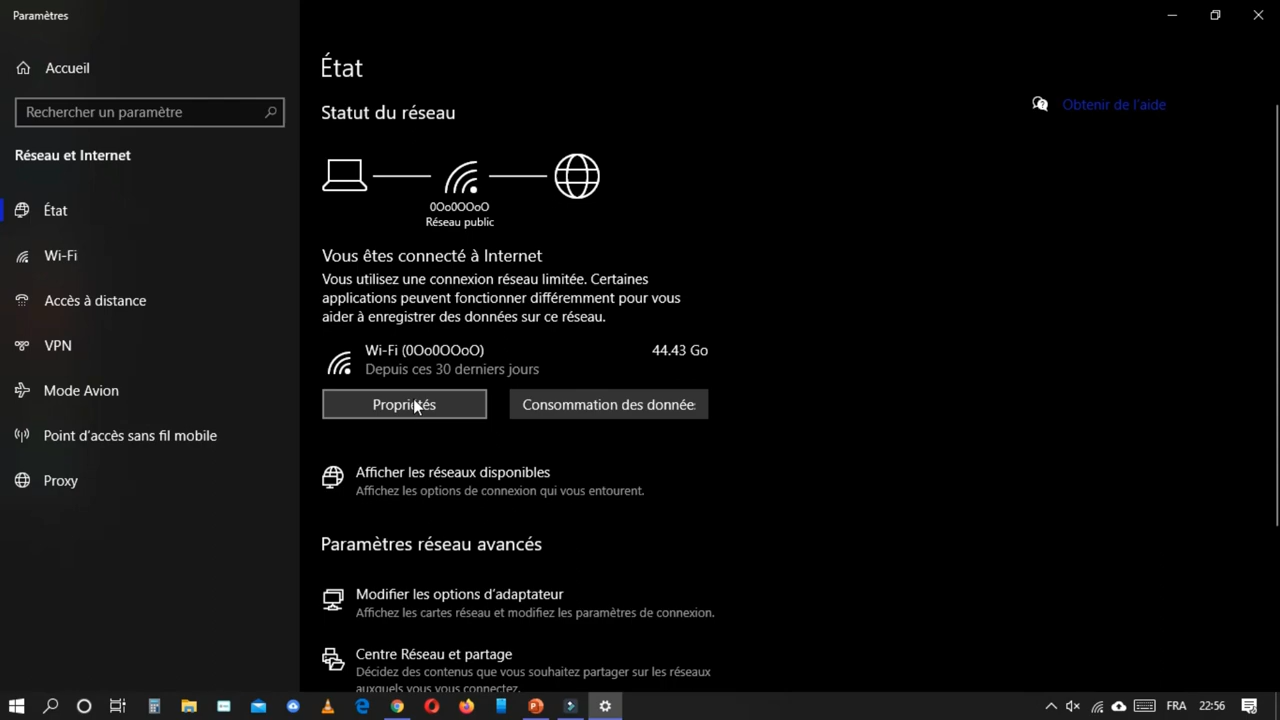 Paramètres
Accueil
Rechercher un paramètre
Réseau et Internet
État
Wi-Fi
Accès à distance
VPN
Mode Avion
Point d'accès sans fil mobile
Proxy
État
Statut du réseau
0Oo0OOoO
Réseau public
Vous êtes connecté à Internet
Vous utilisez une connexion réseau limitée. Certaines
applications peuvent fonctionner différemment pour vous
aider à enregistrer des données sur ce réseau.
Wi-Fi (0Oo0OOoO)
44.43 Go
Depuis ces 30 derniers jours
Propriétés
Consommation des donnée
Afficher les réseaux disponibles
Affichez les options de connexion qui vous entourent.
Paramètres réseau avancés
Modifier les options d'adaptateur
Affichez les cartes réseau et modifiez les paramètres de connexion.
Centre Réseau et partage
Décidez des contenus que vous souhaitez partager sur les réseaux
auxquels vous vous connectez.
Obtenir de l'aide
FRA
22:56